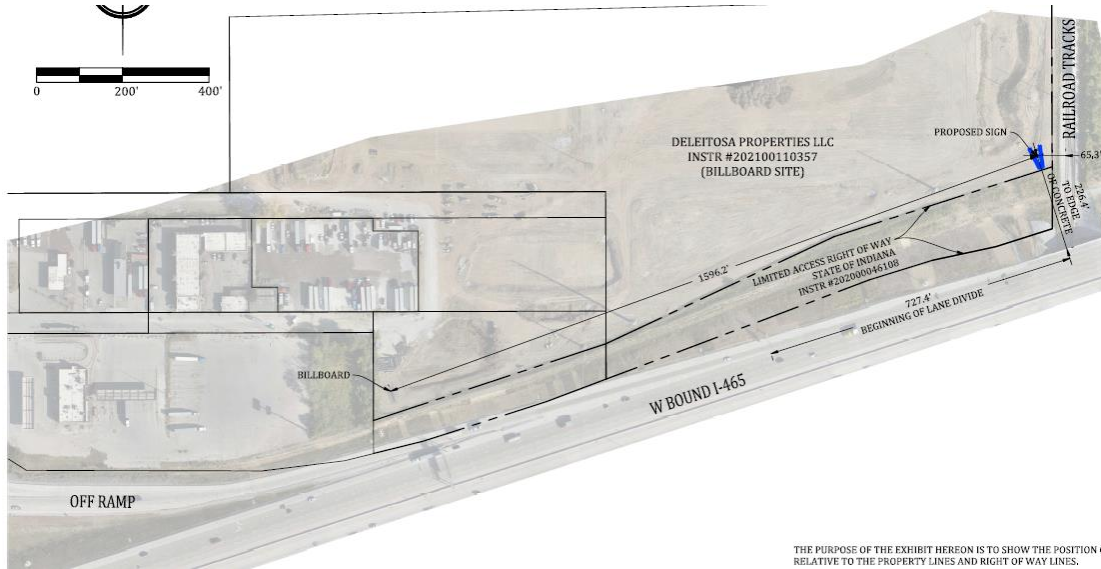 0
200'
400'
RAILROAD TRACKS
DELEITOSA PROPERTIES LLC
INSTR #202100110357
(BILLBOARD SITE)
PROPOSED SIGN
65.3'
226.4'
TO EDGE
OF CONCRETE
1596.2'
LIMITED ACCESS RIGHT OF WAY
STATE OF INDIANA
INSTR #202000046108
727.4'
BEGINNING OF LANE DIVIDE
BILLBOARD
W BOUND I-465
OFF RAMP
THE PURPOSE OF THE EXHIBIT HEREON IS TO SHOW THE POSITION
RELATIVE TO THE PROPERTY LINES AND RIGHT OF WAY LINES.